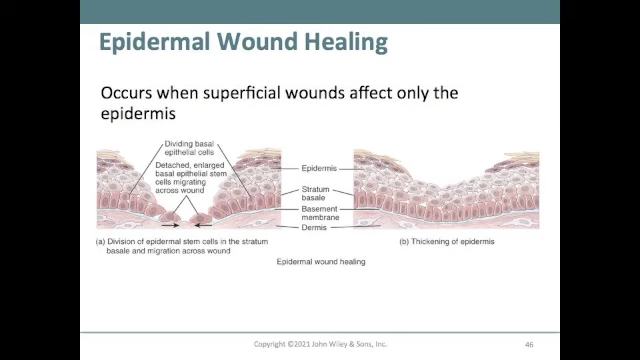 Epidermal Wound Healing
Occurs when superficial wounds affect only the
epidermis
Dividing basal
epithelial cells
Detached, enlarged
basal epithelial stem
cells migrating
across wound
Epidermis
Stratum
basale
Basement
membrane
Dermis
(a) Division of epidermal stem cells in the stratum
basale and migration across wound
(b) Thickening of epidermis
Epidermal wound healing
Copyright ©2021 John Wiley & Sons, Inc.
46